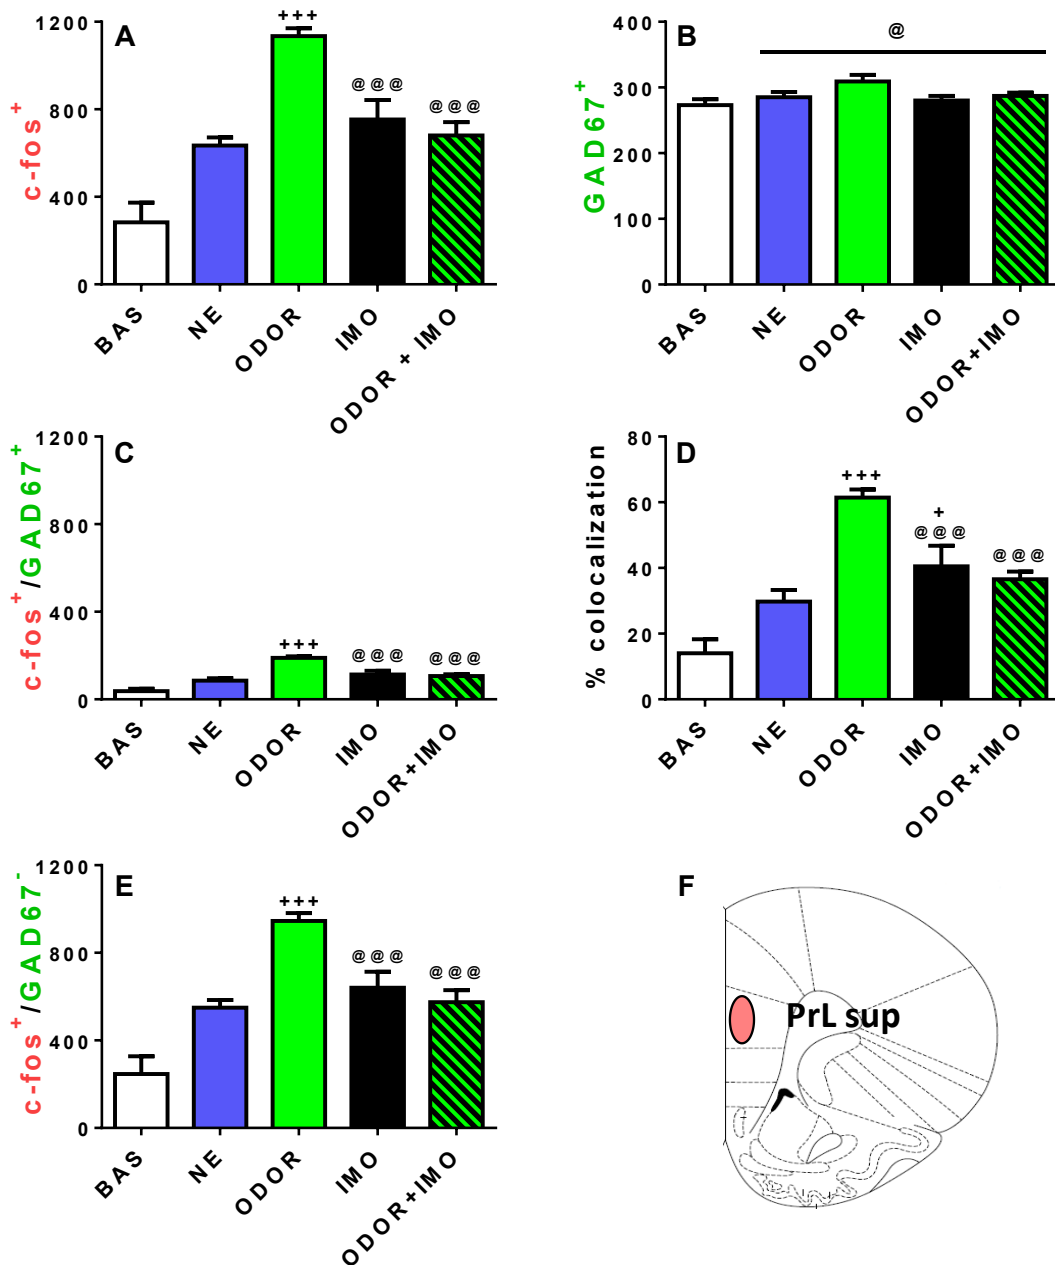 A
c-fos⁺
1200
800
400
0
+++
@@@
@@@
BAS
NE
ODOR
IMO
ODOR + IMO
B
GAD67⁺
400
300
200
100
0
@
BAS
NE
ODOR
IMO
ODOR+IMO
C
c-fos⁺/GAD67⁺
1200
800
400
0
+++
@@@
@@@
BAS
NE
ODOR
IMO
ODOR+IMO
D
% colocalization
80
60
40
20
0
+++
+
@@@
@@@
BAS
NE
ODOR
IMO
ODOR+IMO
E
c-fos⁺/GAD67⁻
1200
800
400
0
+++
@@@
@@@
BAS
NE
ODOR
IMO
ODOR+IMO
F
PrL sup